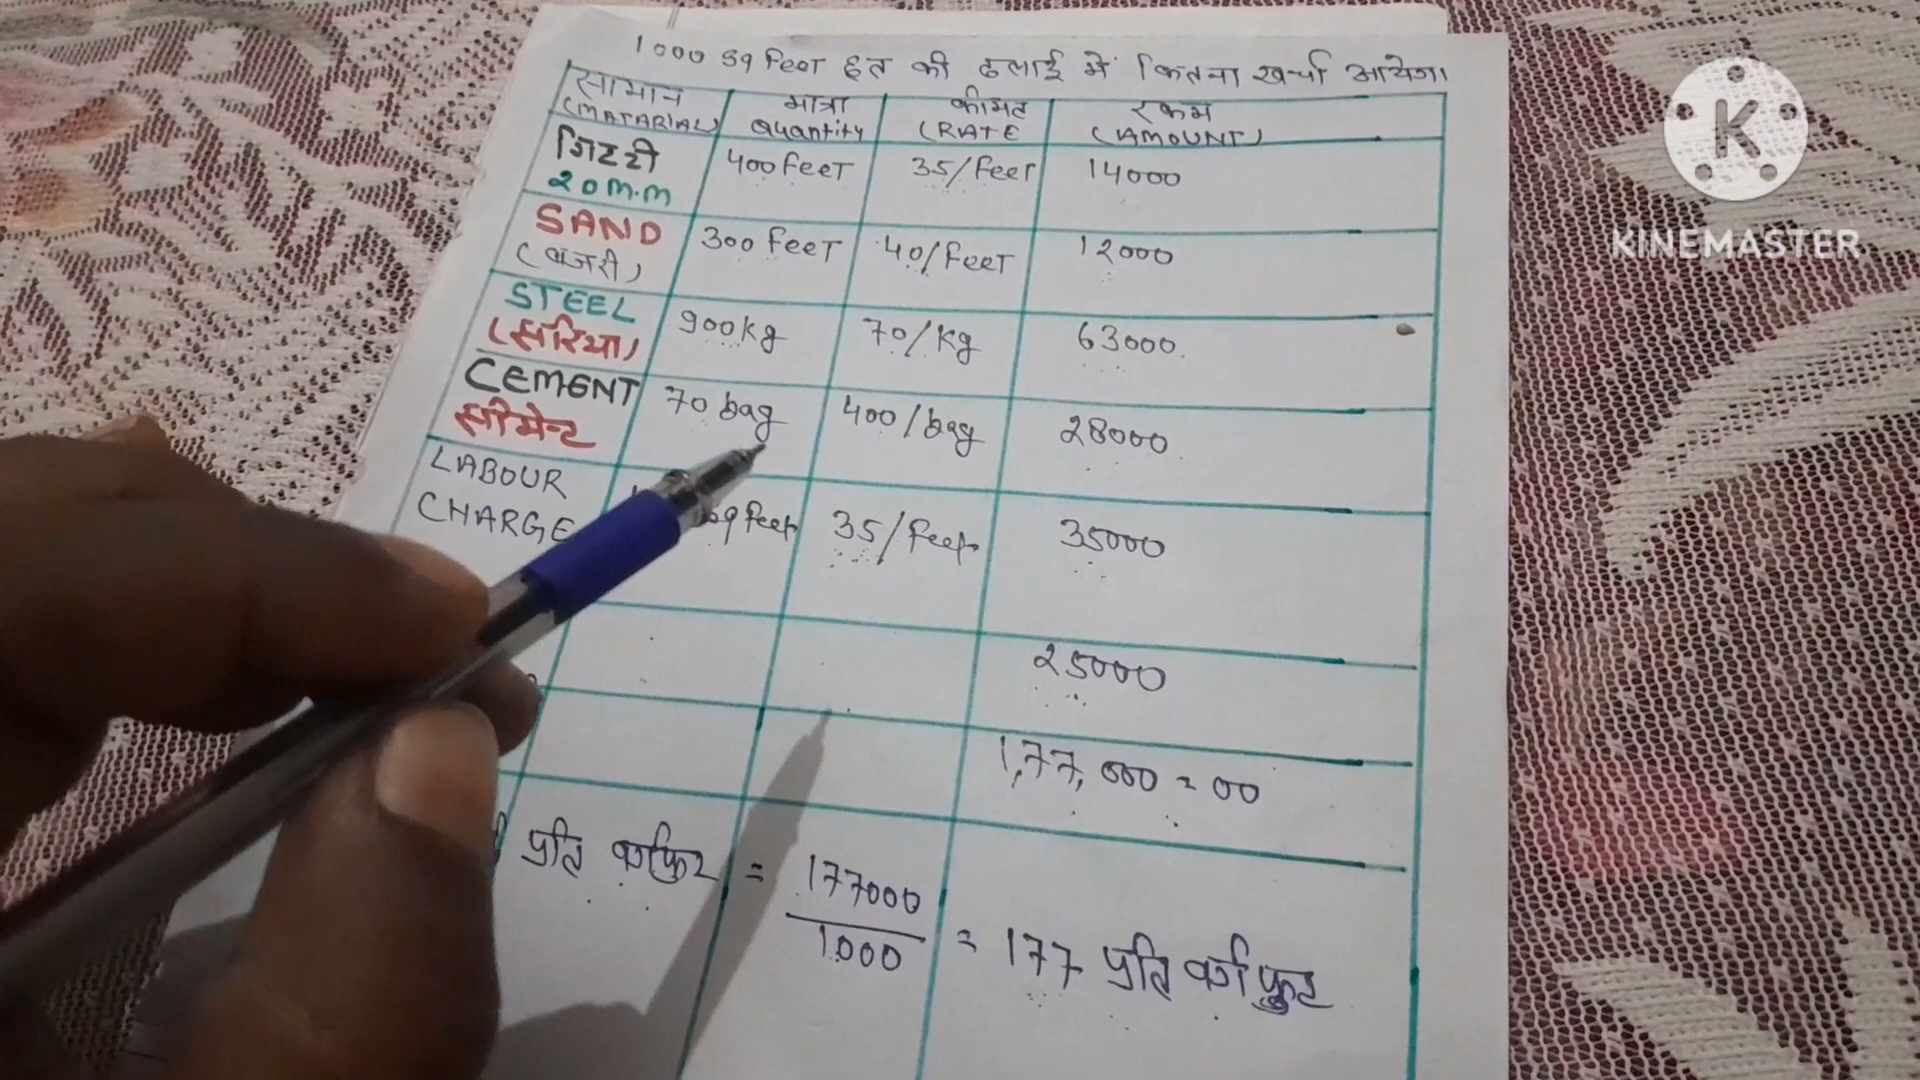 1000 sq feet छत की ढलाई में कितना खर्चा आयेगा
सामान मात्रा कीमत रकम
(MATARIAL) Quantity (RATE (AMOUNT)
गिटटी 400 feet 35/feet 14000
20 m.m
SAND 300 feet 40/feet 12000
(बजरी)
STEEL 900kg 70/kg 63000
(सरिया)
CEMENT 70 bag 400/bag 28000
सीमेन्ट
LABOUR
CHARGE sq feet 35/feet 35000
25000
1,77,000=00
प्रति वर्गफुट = 177000
1000
= 177 प्रति वर्ग फुट
K
KINEMASTER